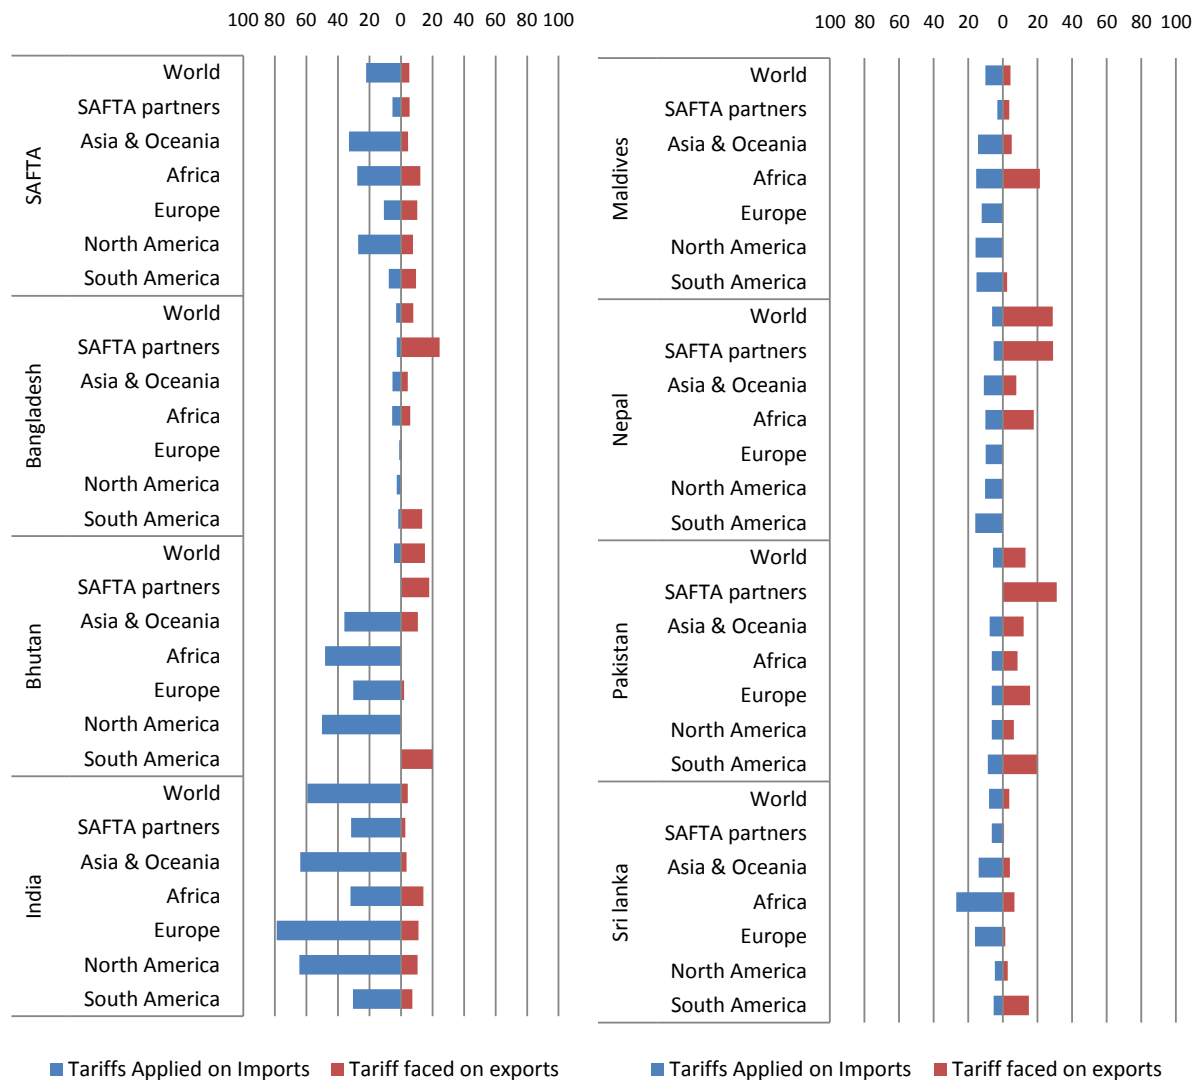 100 80 60 40 20 0 20 40 60 80 100
SAFTA
World
SAFTA partners
Asia & Oceania
Africa
Europe
North America
South America
Bangladesh
World
SAFTA partners
Asia & Oceania
Africa
Europe
North America
South America
Bhutan
World
SAFTA partners
Asia & Oceania
Africa
Europe
North America
South America
India
World
SAFTA partners
Asia & Oceania
Africa
Europe
North America
South America
Tariffs Applied on Imports Tariff faced on exports
100 80 60 40 20 0 20 40 60 80 100
Maldives
World
SAFTA partners
Asia & Oceania
Africa
Europe
North America
South America
Nepal
World
SAFTA partners
Asia & Oceania
Africa
Europe
North America
South America
Pakistan
World
SAFTA partners
Asia & Oceania
Africa
Europe
North America
South America
Sri lanka
World
SAFTA partners
Asia & Oceania
Africa
Europe
North America
South America
Tariffs Applied on Imports Tariff faced on exports